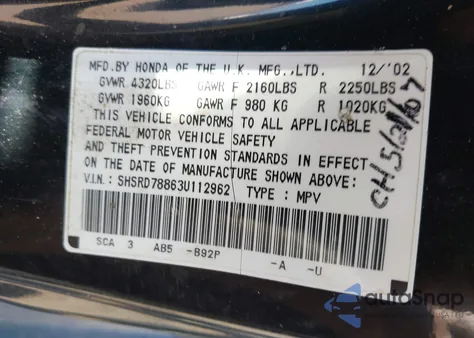 MFD.BY HONDA OF THE U.K. MFG.,LTD. 12/'02
GVWR 4320LBS GAWR F 2160LBS R 2250LBS
GVWR 1960KG GAWR F 980 KG R 1020KG
THIS VEHICLE CONFORMS TO ALL APPLICABLE
FEDERAL MOTOR VEHICLE SAFETY
AND THEFT PREVENTION STANDARDS IN EFFECT
ON THE DATE OF MANUFACTURE SHOWN ABOVE.
V.I.N.: SHSRD78863U112962 TYPE : MPV
SCA 3 AB5 -B92P -A -U
autoSnap